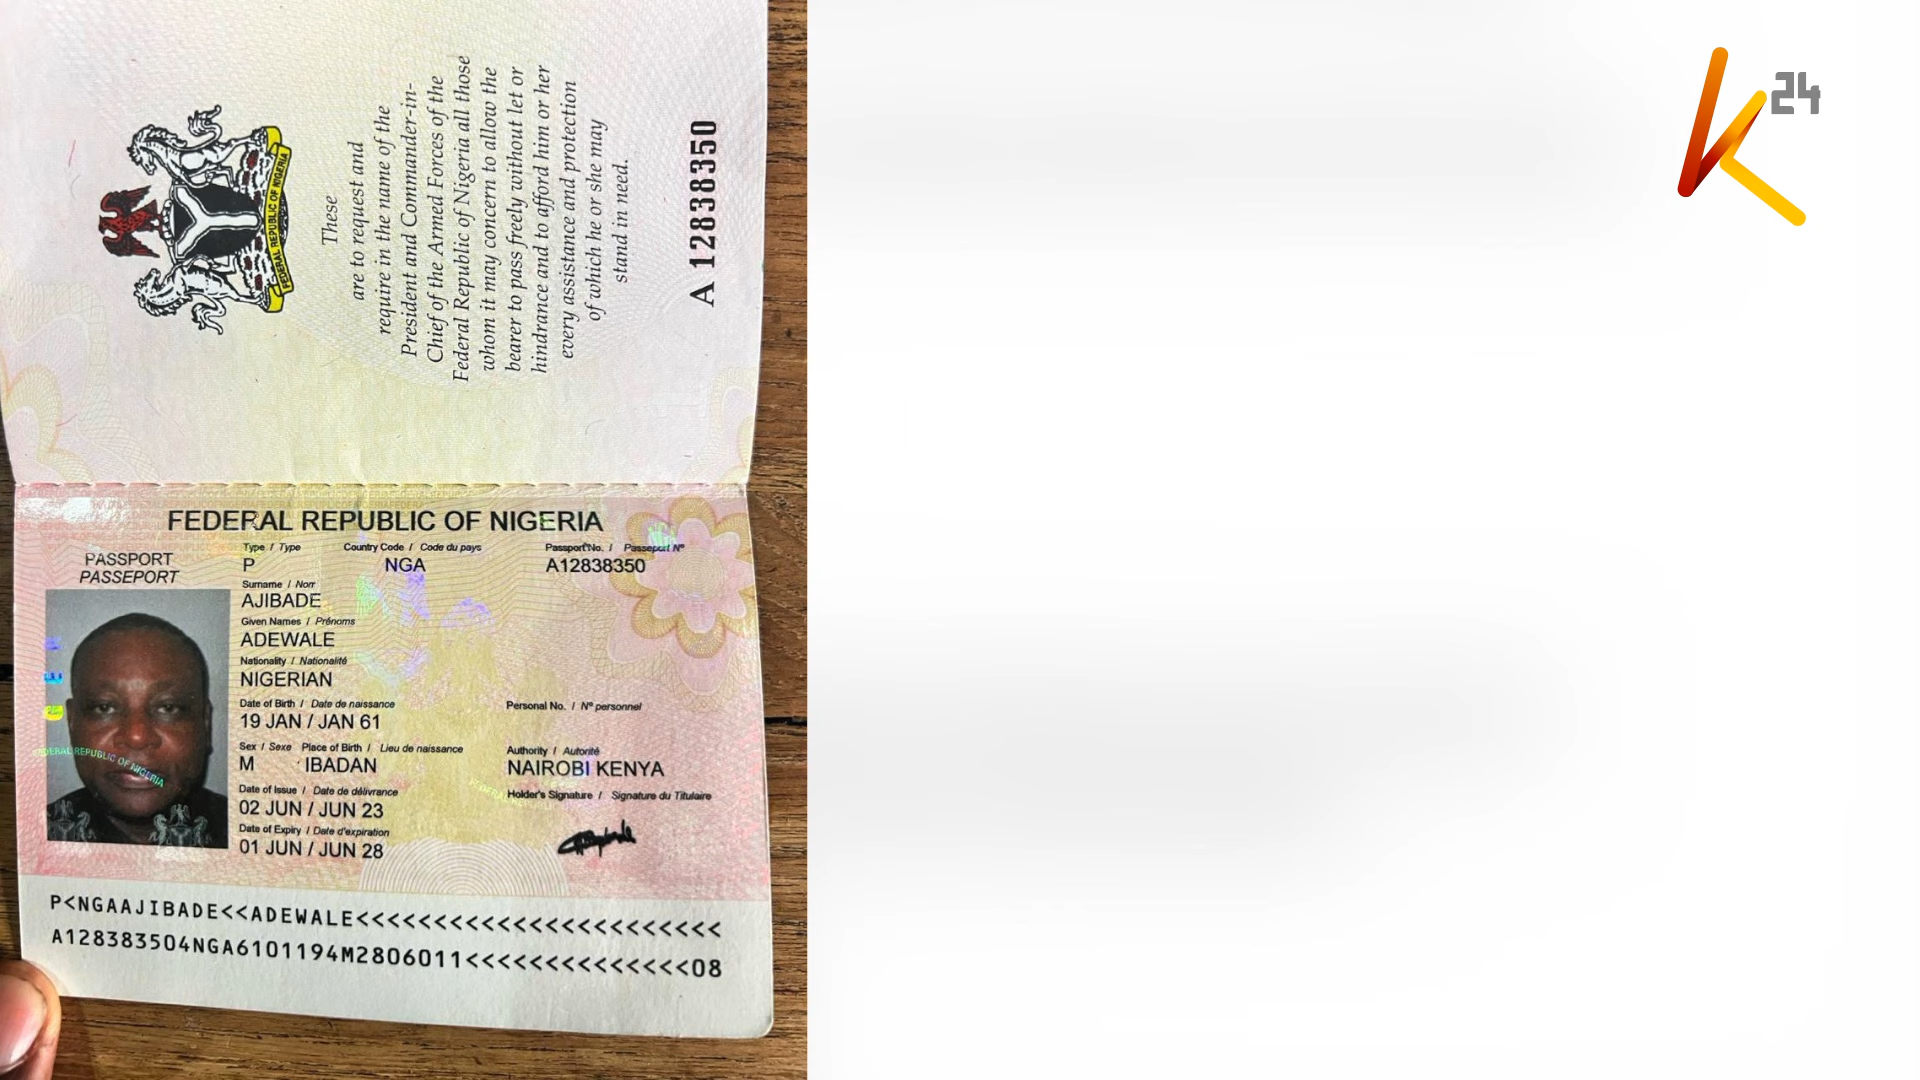 FEDERAL REPUBLIC OF NIGERIA
These
are to request and
require in the name of the
President and Commander-in-
Chief of the Armed Forces of the
Federal Republic of Nigeria all those
whom it may concern to allow the
bearer to pass freely without let or
hindrance and to afford him or her
every assistance and protection
of which he or she may
stand in need.
A 12838350
K24
FEDERAL REPUBLIC OF NIGERIA
PASSPORT
PASSEPORT
Type / Type Country Code / Code du pays Passport No. / Passeport Nº
P NGA A12838350
Surname / Nom
AJIBADE
Given Names / Prénoms
ADEWALE
Nationality / Nationalité
NIGERIAN
Date of Birth / Date de naissance Personal No. / Nº personnel
19 JAN / JAN 61
Sex / Sexe Place of Birth / Lieu de naissance Authority / Autorité
M IBADAN NAIROBI KENYA
Date of Issue / Date de délivrance Holder's Signature / Signature du Titulaire
02 JUN / JUN 23
Date of Expiry / Date d'expiration
01 JUN / JUN 28
FEDERAL REPUBLIC OF NIGERIA
P<NGAAJIBADE<<ADEWALE<<<<<<<<<<<<<<<<<<<<<<<
A128383504NGA6101194M2806011<<<<<<<<<<<<<<08